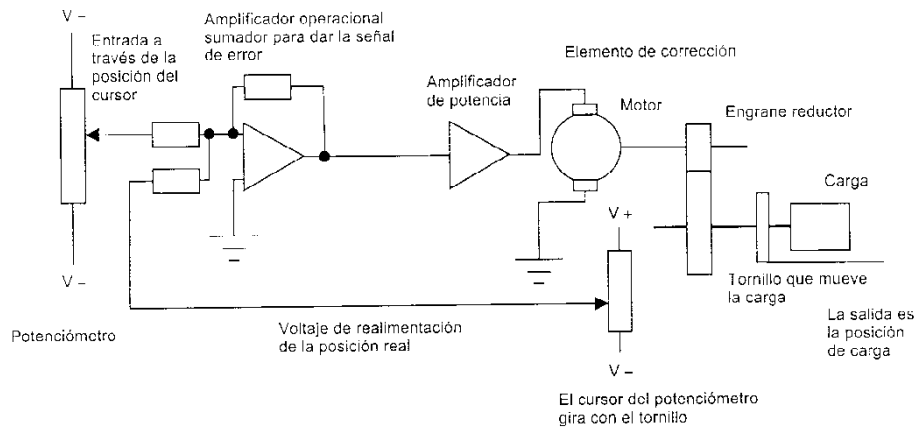 V –
Entrada a
través de la
posición del
cursor
Amplificador operacional
sumador para dar la señal
de error
Elemento de corrección
Amplificador
de potencia
Motor
Engrane reductor
Carga
V +
V –
Tornillo que mueve
la carga
Potenciómetro
Voltaje de realimentación
de la posición real
La salida es
la posición
de carga
V –
El cursor del potenciómetro
gira con el tornillo